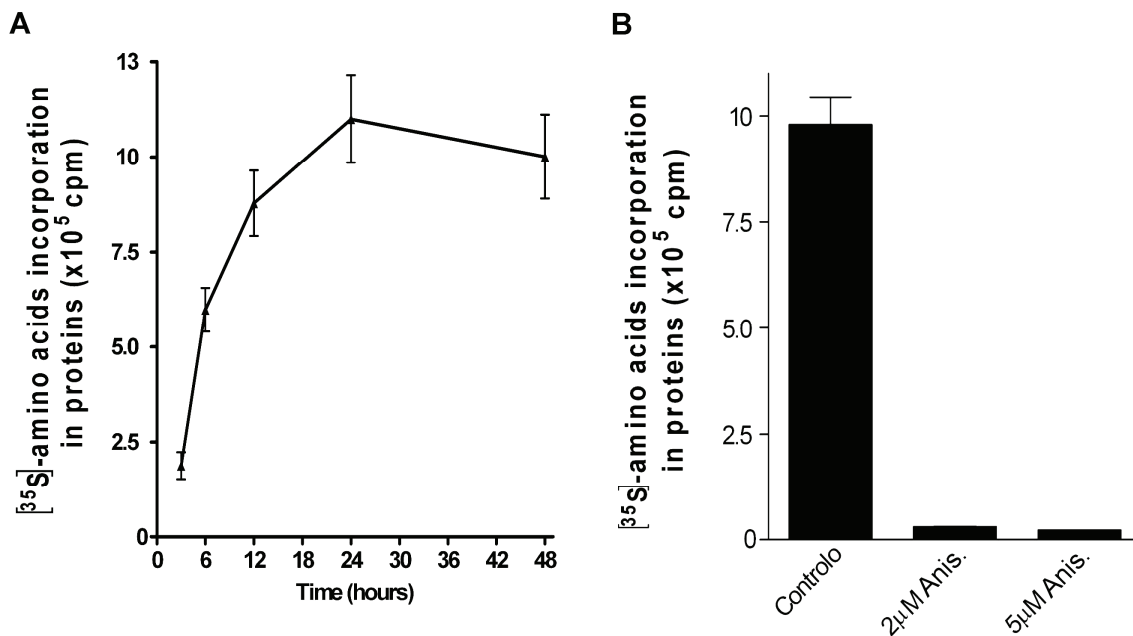 A
[³⁵S]-amino acids incorporation
in proteins (x10⁵ cpm)
13
10
7.5
5.0
2.5
0
0 6 12 18 24 30 36 42 48
Time (hours)
B
[³⁵S]-amino acids incorporation
in proteins (x10⁵ cpm)
10
7.5
5.0
2.5
0
Controlo
2µM Anis.
5µM Anis.